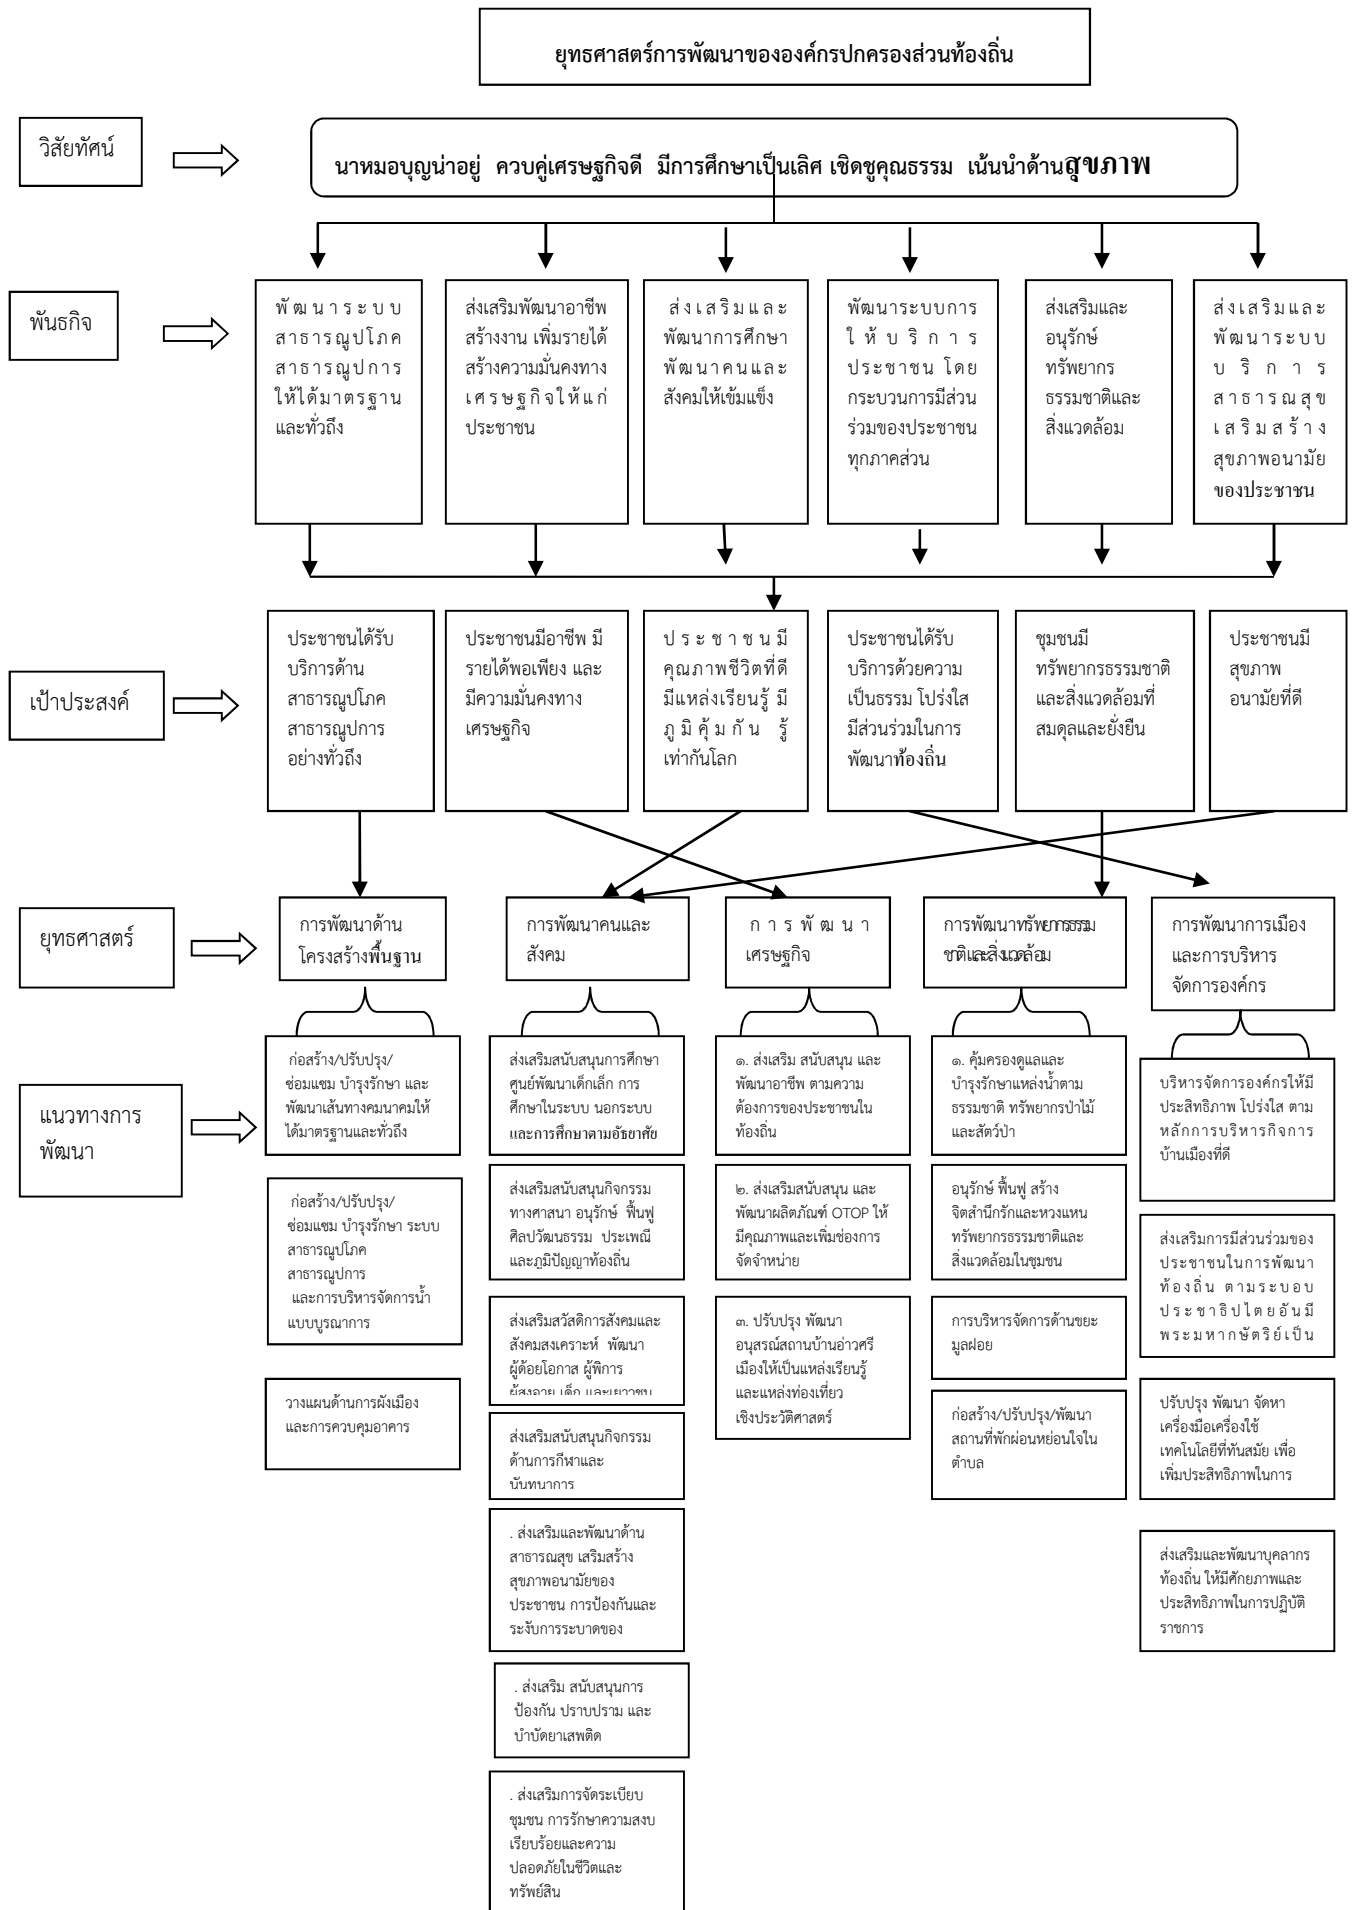 ยุทธศาสตร์การพัฒนาขององค์กรปกครองส่วนท้องถิ่น
วิสัยทัศน์
นาหมอบุญน่าอยู่ ควบคู่เศรษฐกิจดี มีการศึกษาเป็นเลิศ เชิดชูคุณธรรม เน้นนำด้านสุขภาพ
พันธกิจ
พัฒนาระบบ
สาธารณูปโภค
สาธารณูปการ
ให้ได้มาตรฐาน
และทั่วถึง
ส่งเสริมพัฒนาอาชีพ
สร้างงาน เพิ่มรายได้
สร้างความมั่นคงทาง
เศรษฐกิจให้แก่
ประชาชน
ส่งเสริมและ
พัฒนาการศึกษา
พัฒนาคนและ
สังคมให้เข้มแข็ง
พัฒนาระบบการ
ให้บริการ
ประชาชน โดย
กระบวนการมีส่วน
ร่วมของประชาชน
ทุกภาคส่วน
ส่งเสริมและ
อนุรักษ์
ทรัพยากร
ธรรมชาติและ
สิ่งแวดล้อม
ส่งเสริมและ
พัฒนาระบบ
บริการ
สาธารณสุข
เสริมสร้าง
สุขภาพอนามัย
ของประชาชน
เป้าประสงค์
ประชาชนได้รับ
บริการด้าน
สาธารณูปโภค
สาธารณูปการ
อย่างทั่วถึง
ประชาชนมีอาชีพ มี
รายได้พอเพียง และ
มีความมั่นคงทาง
เศรษฐกิจ
ประชาชนมี
คุณภาพชีวิตที่ดี
มีแหล่งเรียนรู้ มี
ภูมิคุ้มกัน รู้
เท่ากันโลก
ประชาชนได้รับ
บริการด้วยความ
เป็นธรรม โปร่งใส
มีส่วนร่วมในการ
พัฒนาท้องถิ่น
ชุมชนมี
ทรัพยากรธรรมชาติ
และสิ่งแวดล้อมที่
สมดุลและยั่งยืน
ประชาชนมี
สุขภาพ
อนามัยที่ดี
ยุทธศาสตร์
การพัฒนาด้าน
โครงสร้างพื้นฐาน
การพัฒนาคนและ
สังคม
การพัฒนา
เศรษฐกิจ
การพัฒนาทรัพยากรธรรม
ชาติและสิ่งแวดล้อม
การพัฒนาการเมือง
และการบริหาร
จัดการองค์กร
แนวทางการ
พัฒนา
ก่อสร้าง/ปรับปรุง/
ซ่อมแซม บำรุงรักษา และ
พัฒนาเส้นทางคมนาคมให้
ได้มาตรฐานและทั่วถึง
ก่อสร้าง/ปรับปรุง/
ซ่อมแซม บำรุงรักษา ระบบ
สาธารณูปโภค
สาธารณูปการ
และการบริหารจัดการน้ำ
แบบบูรณาการ
วางแผนด้านการผังเมือง
และการควบคุมอาคาร
ส่งเสริมสนับสนุนการศึกษา
ศูนย์พัฒนาเด็กเล็ก การ
ศึกษาในระบบ นอกระบบ
และการศึกษาตามอัธยาศัย
ส่งเสริมสนับสนุนกิจกรรม
ทางศาสนา อนุรักษ์ ฟื้นฟู
ศิลปวัฒนธรรม ประเพณี
และภูมิปัญญาท้องถิ่น
ส่งเสริมสวัสดิการสังคมและ
สังคมสงเคราะห์ พัฒนา
ผู้ด้อยโอกาส ผู้พิการ
ผู้สูงอายุ เด็ก และเยาวชน
ส่งเสริมสนับสนุนกิจกรรม
ด้านการกีฬาและ
นันทนาการ
. ส่งเสริมและพัฒนาด้าน
สาธารณสุข เสริมสร้าง
สุขภาพอนามัยของ
ประชาชน การป้องกันและ
ระงับการระบาดของ
. ส่งเสริม สนับสนุนการ
ป้องกัน ปราบปราม และ
บำบัดยาเสพติด
. ส่งเสริมการจัดระเบียบ
ชุมชน การรักษาความสงบ
เรียบร้อยและความ
ปลอดภัยในชีวิตและ
ทรัพย์สิน
๑. ส่งเสริม สนับสนุน และ
พัฒนาอาชีพ ตามความ
ต้องการของประชาชนใน
ท้องถิ่น
๒. ส่งเสริมสนับสนุน และ
พัฒนาผลิตภัณฑ์ OTOP ให้
มีคุณภาพและเพิ่มช่องการ
จัดจำหน่าย
๓. ปรับปรุง พัฒนา
อนุสรณ์สถานบ้านอ่าวศรี
เมืองให้เป็นแหล่งเรียนรู้
และแหล่งท่องเที่ยว
เชิงประวัติศาสตร์
๑. คุ้มครองดูแลและ
บำรุงรักษาแหล่งน้ำตาม
ธรรมชาติ ทรัพยากรป่าไม้
และสัตว์ป่า
อนุรักษ์ ฟื้นฟู สร้าง
จิตสำนึกรักและหวงแหน
ทรัพยากรธรรมชาติและ
สิ่งแวดล้อมในชุมชน
การบริหารจัดการด้านขยะ
มูลฝอย
ก่อสร้าง/ปรับปรุง/พัฒนา
สถานที่พักผ่อนหย่อนใจใน
ตำบล
บริหารจัดการองค์กรให้มี
ประสิทธิภาพ โปร่งใส ตาม
หลักการบริหารกิจการ
บ้านเมืองที่ดี
ส่งเสริมการมีส่วนร่วมของ
ประชาชนในการพัฒนา
ท้องถิ่น ตามระบอบ
ประชาธิปไตยอันมี
พระมหากษัตริย์เป็น
ปรับปรุง พัฒนา จัดหา
เครื่องมือเครื่องใช้
เทคโนโลยีที่ทันสมัย เพื่อ
เพิ่มประสิทธิภาพในการ
ส่งเสริมและพัฒนาบุคลากร
ท้องถิ่น ให้มีศักยภาพและ
ประสิทธิภาพในการปฏิบัติ
ราชการ